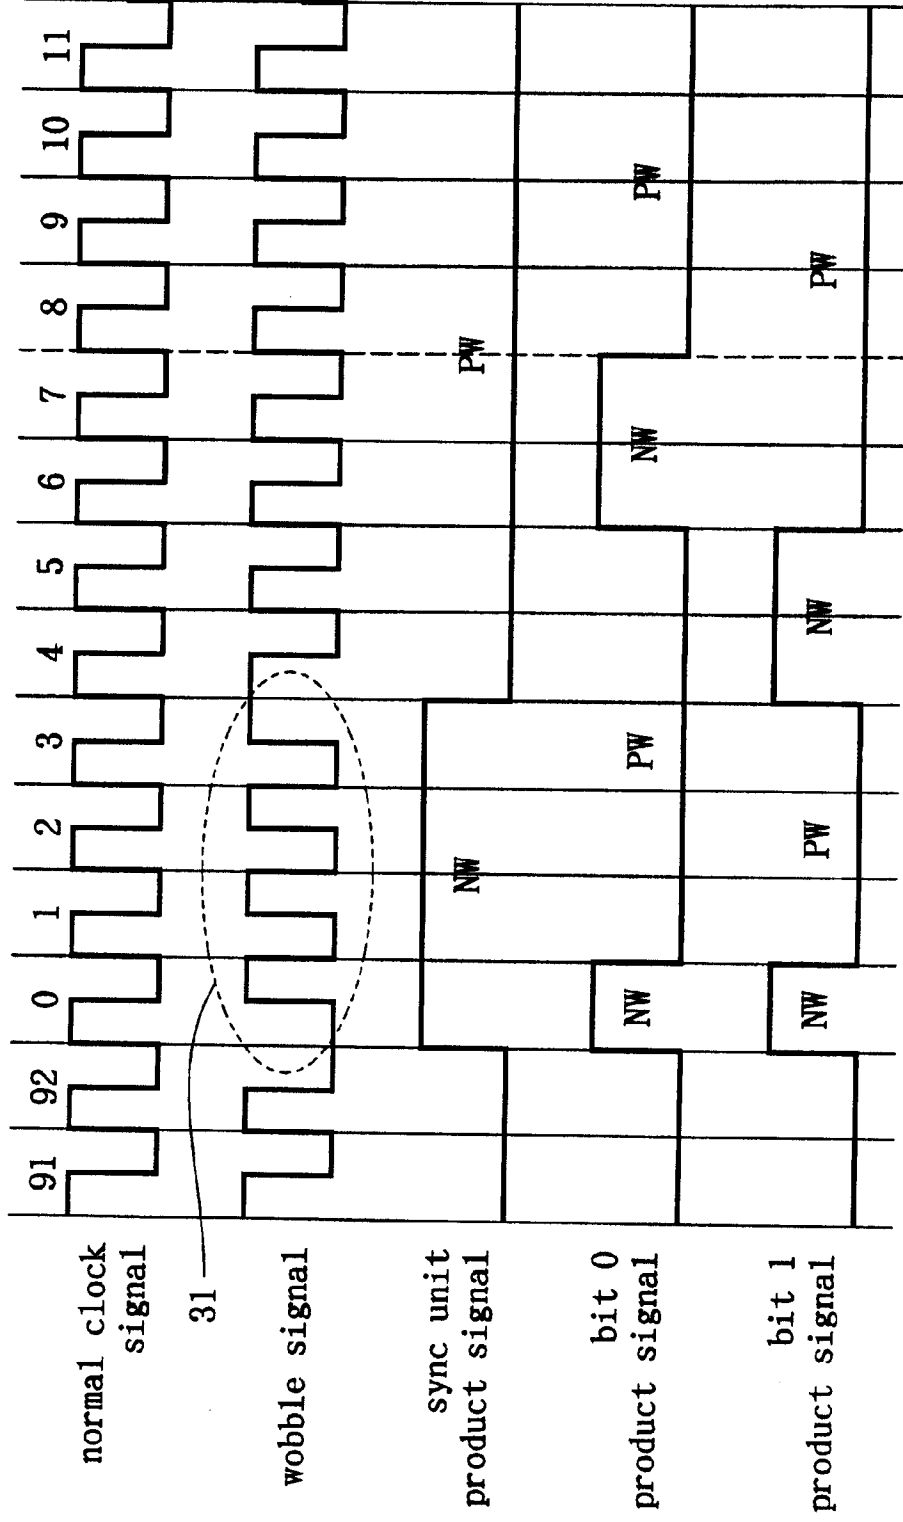 91 92 0 1 2 3 4 5 6 7 8 9 10 11
normal clock
signal
31
wobble signal
sync unit
product signal
NW PW
bit 0
product signal
NW PW NW PW
bit 1
product signal
NW PW NW PW